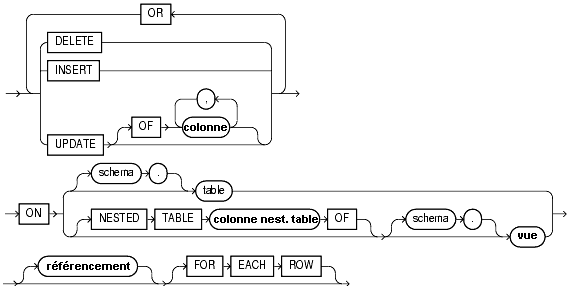 OR
DELETE
INSERT
,
UPDATE OF colonne
schema . table
ON NESTED TABLE colonne nest. table OF schema . vue
référencement FOR EACH ROW